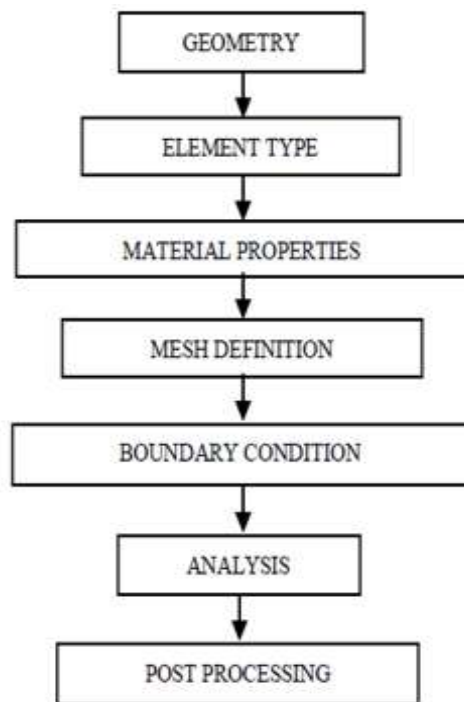 GEOMETRY
ELEMENT TYPE
MATERIAL PROPERTIES
MESH DEFINITION
BOUNDARY CONDITION
ANALYSIS
POST PROCESSING